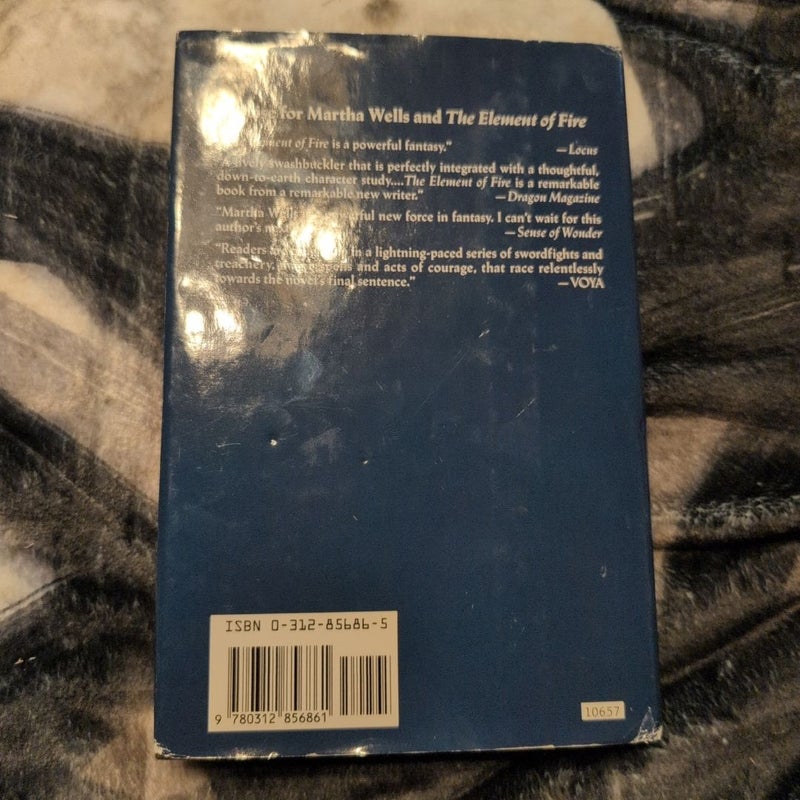 for Martha Wells and The Element of Fire
ment of Fire is a powerful fantasy."
—Locus
lively swashbuckler that is perfectly integrated with a thoughtful,
down-to-earth character study....The Element of Fire is a remarkable
book from a remarkable new writer."
—Dragon Magazine
"Martha Wells new force in fantasy. I can't wait for this
author's
—Sense of Wonder
"Readers in a lightning-paced series of swordfights and
treachery, and acts of courage, that race relentlessly
towards the novel's final sentence."
—VOYA
ISBN 0-312-85686-5
9 780312 856861
10657